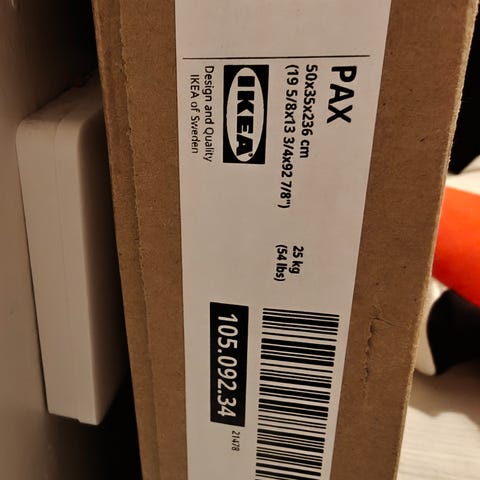 PAX
50x35x236 cm
(19 5/8x13 3/4x92 7/8")
25 kg
(54 lbs)
IKEA
Design and Quality
IKEA of Sweden
105.092.34
21478